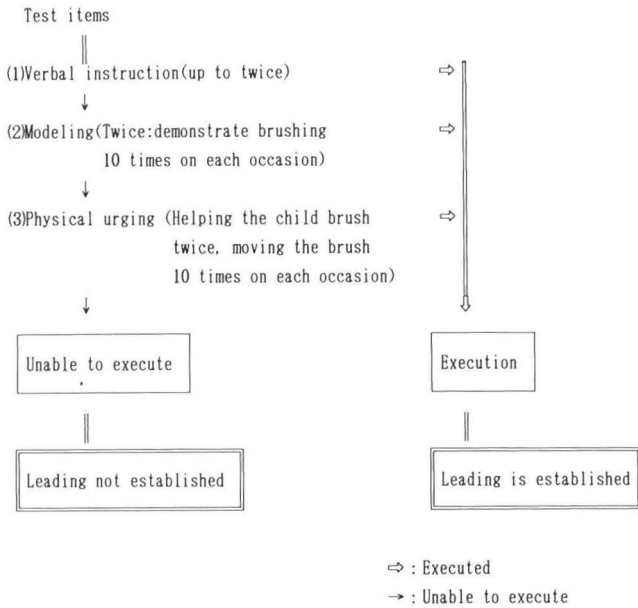 Test items
(1)Verbal instruction(up to twice) ⇨
↓
(2)Modeling(Twice:demonstrate brushing ⇨
10 times on each occasion)
↓
(3)Physical urging (Helping the child brush ⇨
twice, moving the brush
10 times on each occasion)
↓
Unable to execute
Execution
Leading not established
Leading is established
⇨ : Executed
→ : Unable to execute